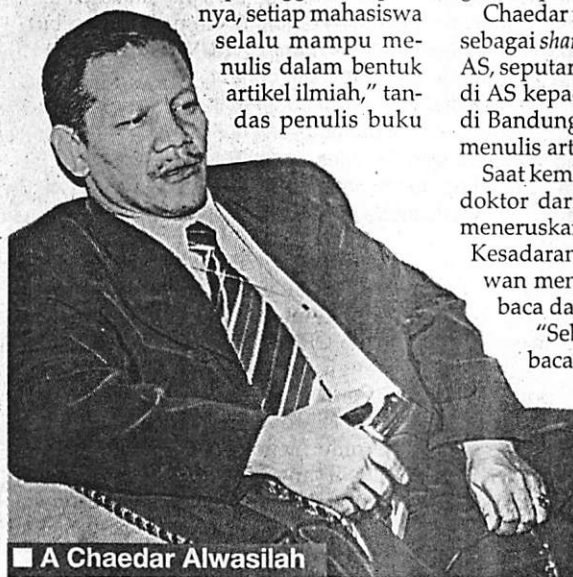 nya, setiap mahasiswa
selalu mampu me-
nulis dalam bentuk
artikel ilmiah,” tan-
das penulis buku
Chaedar
sebagai
AS, seputar
di AS kepa
di Bandung
menulis art
Saat kem
doktor dar
meneruskan
Kesadaran
wan men
baca da
“Sel
baca
■ A Chaedar Alwasilah